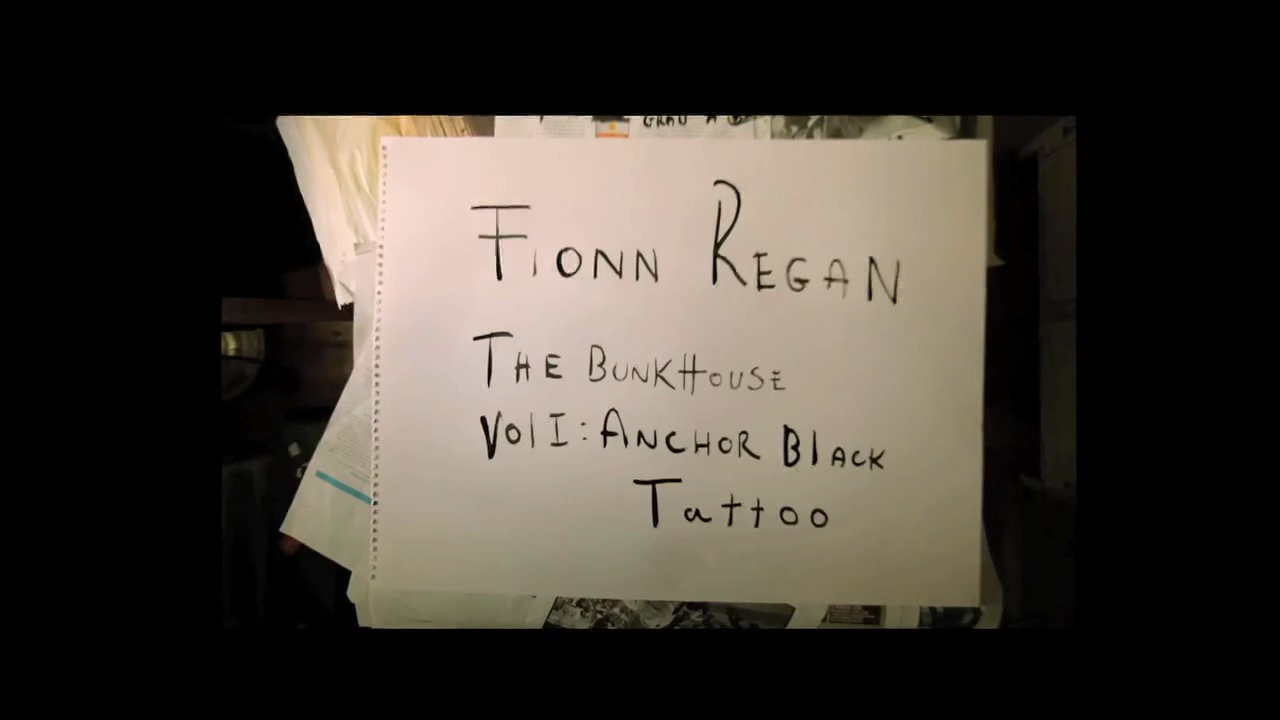 FIONN REGAN
THE BUNKHOUSE
Vol I: ANCHOR BLACK
Tattoo